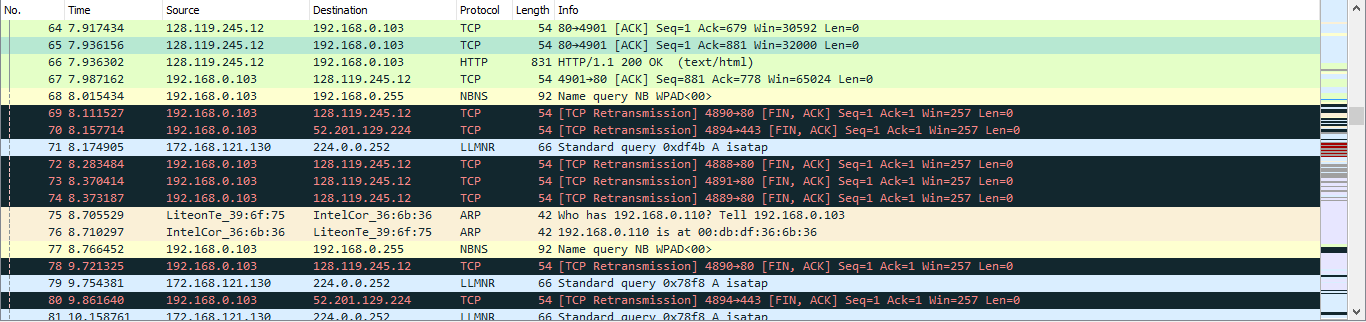 No. Time Source Destination Protocol Length Info
64 7.917434 128.119.245.12 192.168.0.103 TCP 54 80→4901 [ACK] Seq=1 Ack=679 Win=30592 Len=0
65 7.936156 128.119.245.12 192.168.0.103 TCP 54 80→4901 [ACK] Seq=1 Ack=881 Win=32000 Len=0
66 7.936302 128.119.245.12 192.168.0.103 HTTP 831 HTTP/1.1 200 OK (text/html)
67 7.987162 192.168.0.103 128.119.245.12 TCP 54 4901→80 [ACK] Seq=881 Ack=778 Win=65024 Len=0
68 8.015434 192.168.0.103 192.168.0.255 NBNS 92 Name query NB WPAD<00>
69 8.111527 192.168.0.103 128.119.245.12 TCP 54 [TCP Retransmission] 4890→80 [FIN, ACK] Seq=1 Ack=1 Win=257 Len=0
70 8.157714 192.168.0.103 52.201.129.224 TCP 54 [TCP Retransmission] 4894→443 [FIN, ACK] Seq=1 Ack=1 Win=257 Len=0
71 8.174905 172.168.121.130 224.0.0.252 LLMNR 66 Standard query 0xdf4b A isatap
72 8.283484 192.168.0.103 128.119.245.12 TCP 54 [TCP Retransmission] 4888→80 [FIN, ACK] Seq=1 Ack=1 Win=257 Len=0
73 8.370414 192.168.0.103 128.119.245.12 TCP 54 [TCP Retransmission] 4891→80 [FIN, ACK] Seq=1 Ack=1 Win=257 Len=0
74 8.373187 192.168.0.103 128.119.245.12 TCP 54 [TCP Retransmission] 4889→80 [FIN, ACK] Seq=1 Ack=1 Win=257 Len=0
75 8.705529 LiteonTe_39:6f:75 IntelCor_36:6b:36 ARP 42 Who has 192.168.0.110? Tell 192.168.0.103
76 8.710297 IntelCor_36:6b:36 LiteonTe_39:6f:75 ARP 42 192.168.0.110 is at 00:db:df:36:6b:36
77 8.766452 192.168.0.103 192.168.0.255 NBNS 92 Name query NB WPAD<00>
78 9.721325 192.168.0.103 128.119.245.12 TCP 54 [TCP Retransmission] 4890→80 [FIN, ACK] Seq=1 Ack=1 Win=257 Len=0
79 9.754381 172.168.121.130 224.0.0.252 LLMNR 66 Standard query 0x78f8 A isatap
80 9.861640 192.168.0.103 52.201.129.224 TCP 54 [TCP Retransmission] 4894→443 [FIN, ACK] Seq=1 Ack=1 Win=257 Len=0
81 10.158761 172.168.121.130 224.0.0.252 LLMNR 66 Standard query 0x78f8 A isatap